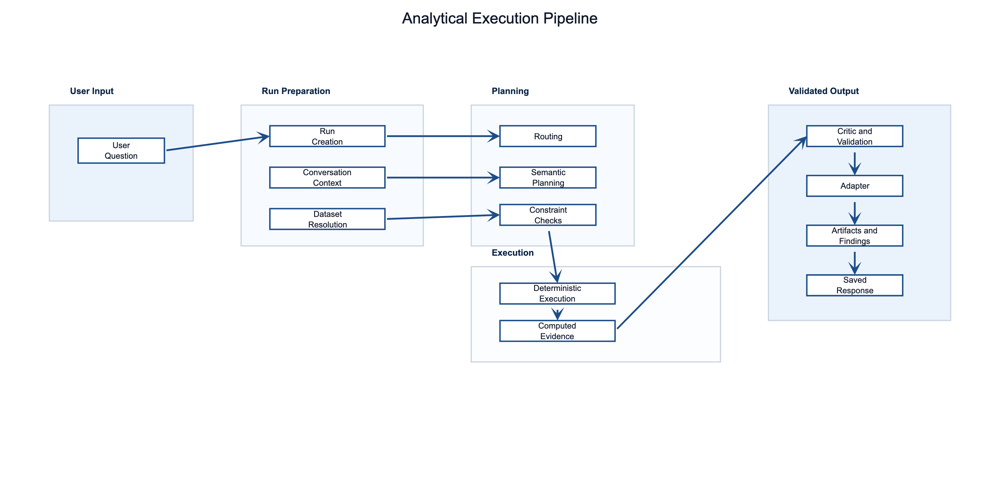 Analytical Execution Pipeline
User Input
User
Question
Run Preparation
Run
Creation
Conversation
Context
Dataset
Resolution
Planning
Routing
Semantic
Planning
Constraint
Checks
Execution
Deterministic
Execution
Computed
Evidence
Validated Output
Critic and
Validation
Adapter
Artifacts and
Findings
Saved
Response